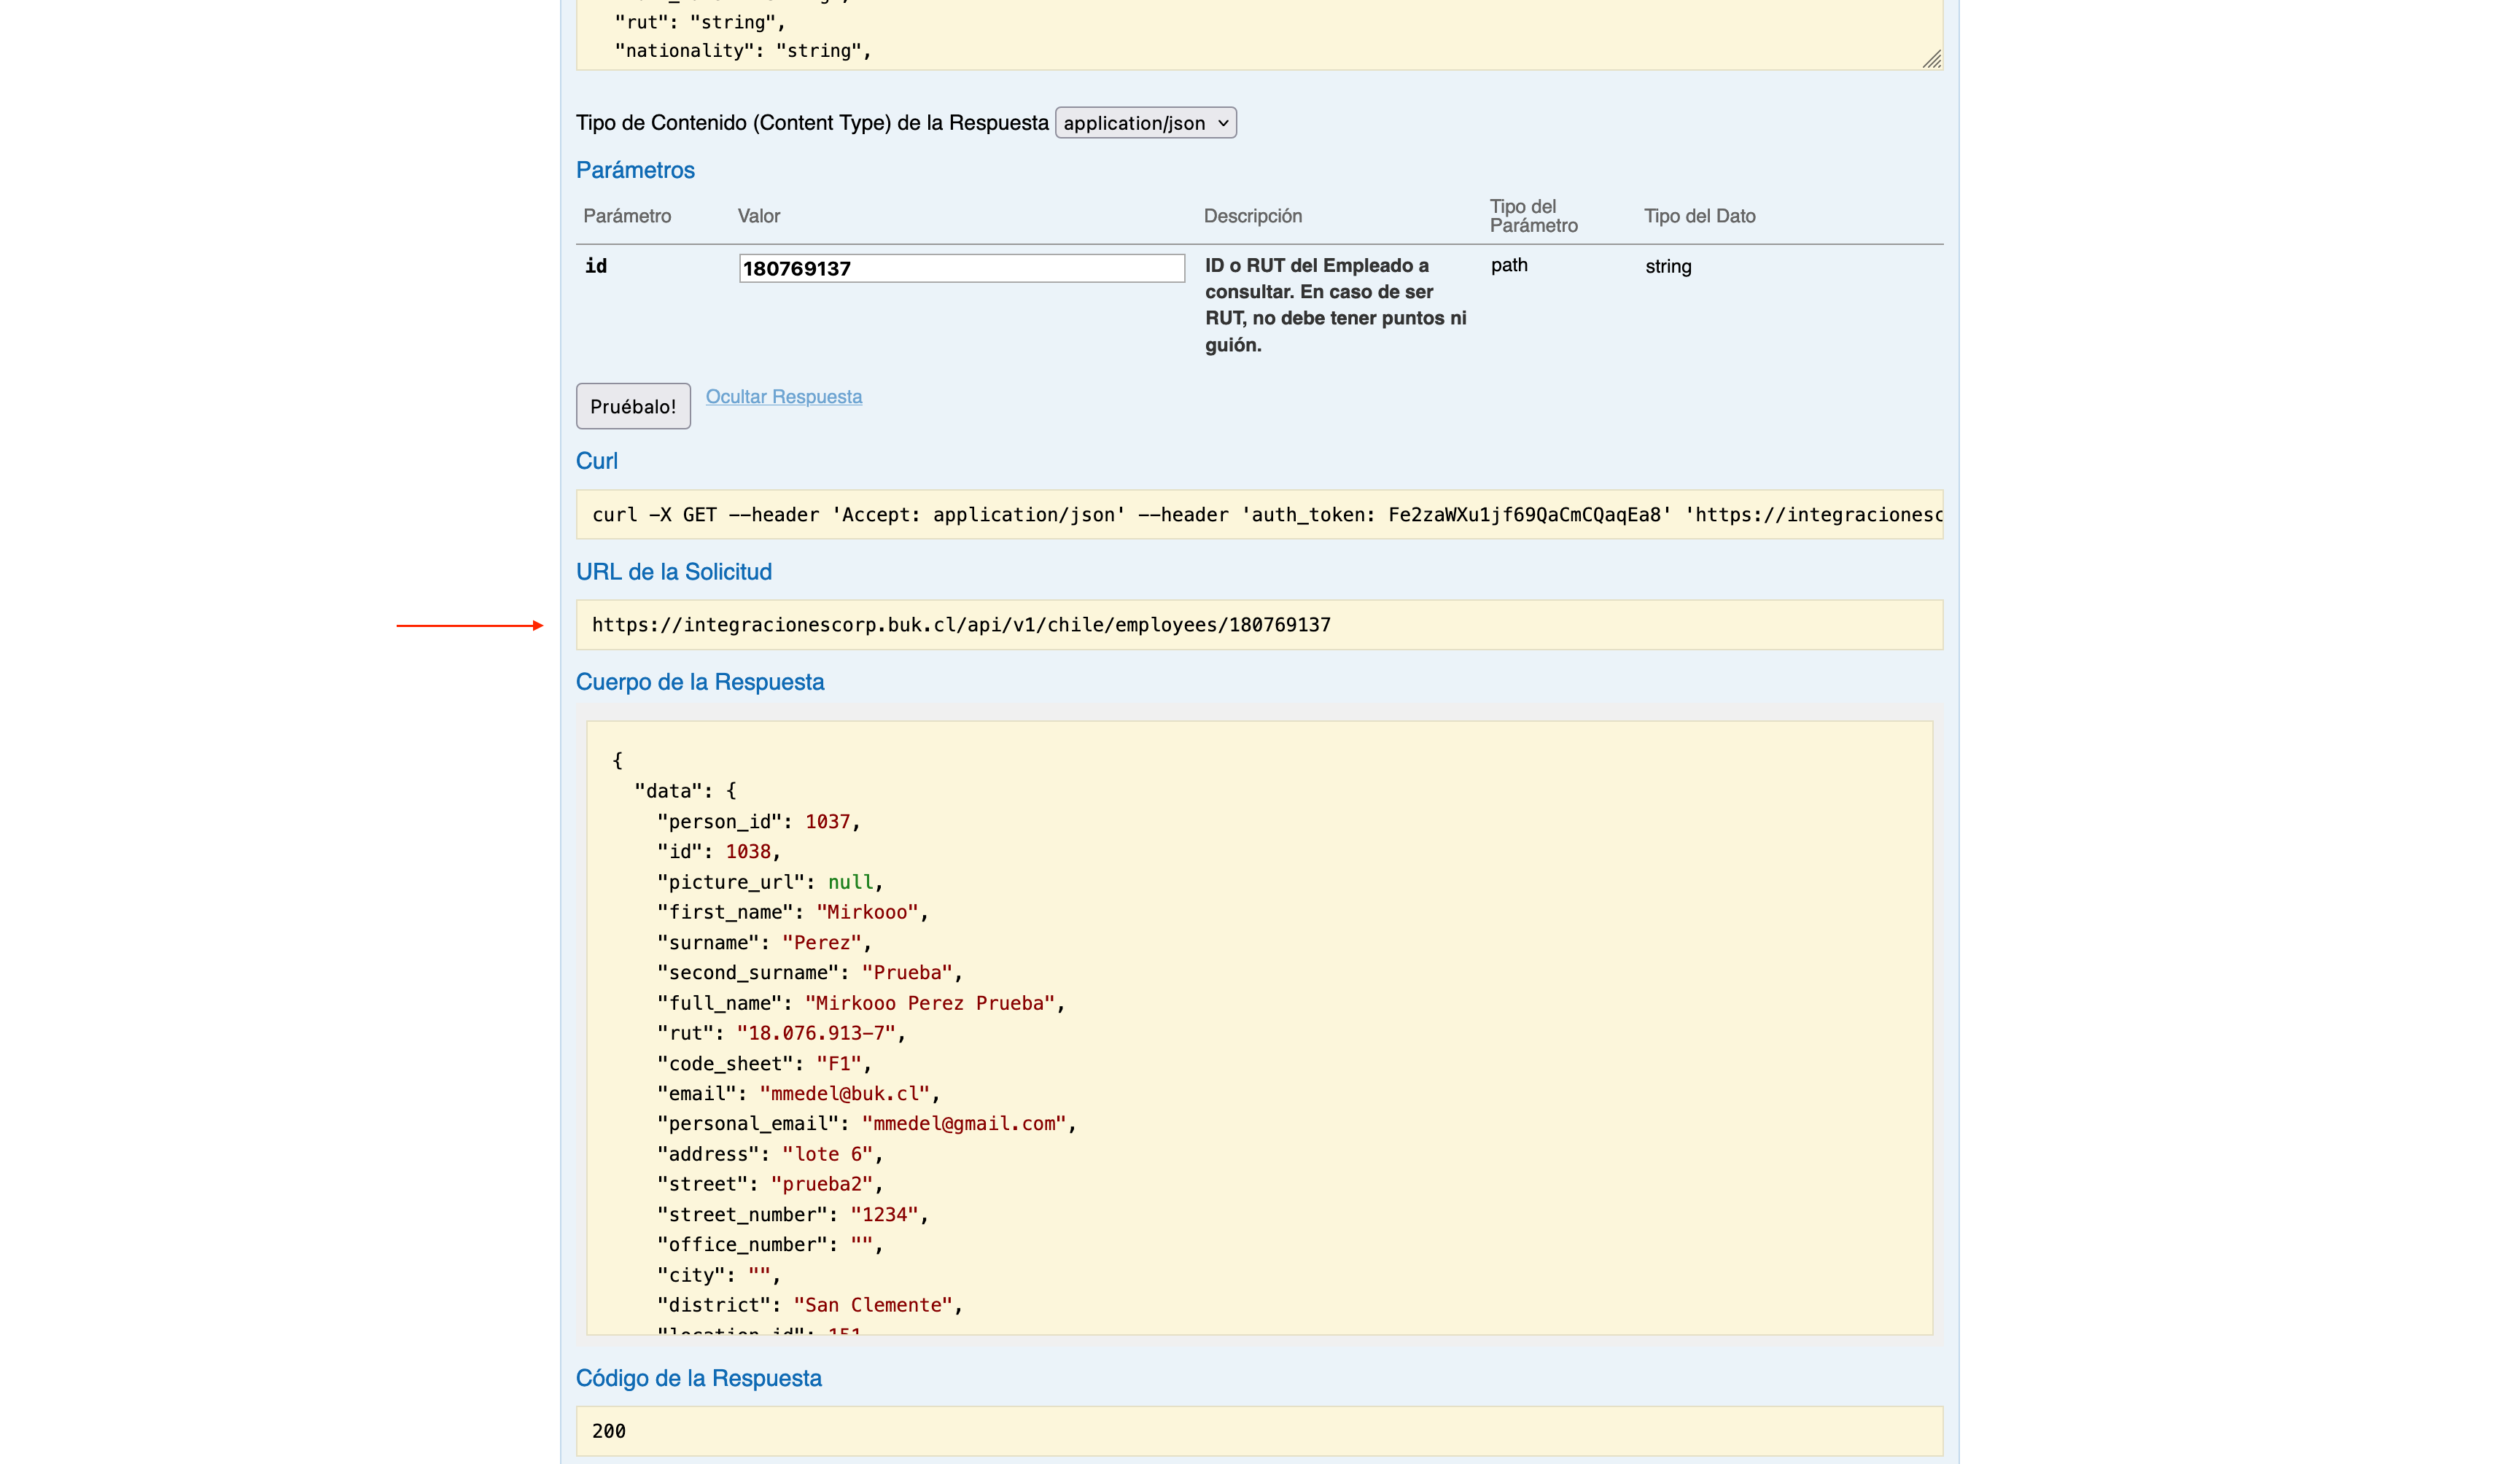 "rut": "string",
"nationality": "string",
Tipo de Contenido (Content Type) de la Respuesta application/json
Parámetros
Parámetro Valor Descripción Tipo del Parámetro Tipo del Dato
id 180769137 ID o RUT del Empleado a path string
consultar. En caso de ser
RUT, no debe tener puntos ni
guión.
Pruébalo! Ocultar Respuesta
Curl
curl -X GET --header 'Accept: application/json' --header 'auth_token: Fe2zaWXu1jf69QaCmCQaqEa8' 'https://integracionesc
URL de la Solicitud
https://integracionescorp.buk.cl/api/v1/chile/employees/180769137
Cuerpo de la Respuesta
{
"data": {
"person_id": 1037,
"id": 1038,
"picture_url": null,
"first_name": "Mirkooo",
"surname": "Perez",
"second_surname": "Prueba",
"full_name": "Mirkooo Perez Prueba",
"rut": "18.076.913-7",
"code_sheet": "F1",
"email": "mmedel@buk.cl",
"personal_email": "mmedel@gmail.com",
"address": "lote 6",
"street": "prueba2",
"street_number": "1234",
"office_number": "",
"city": "",
"district": "San Clemente",
"location_id": 151
Código de la Respuesta
200